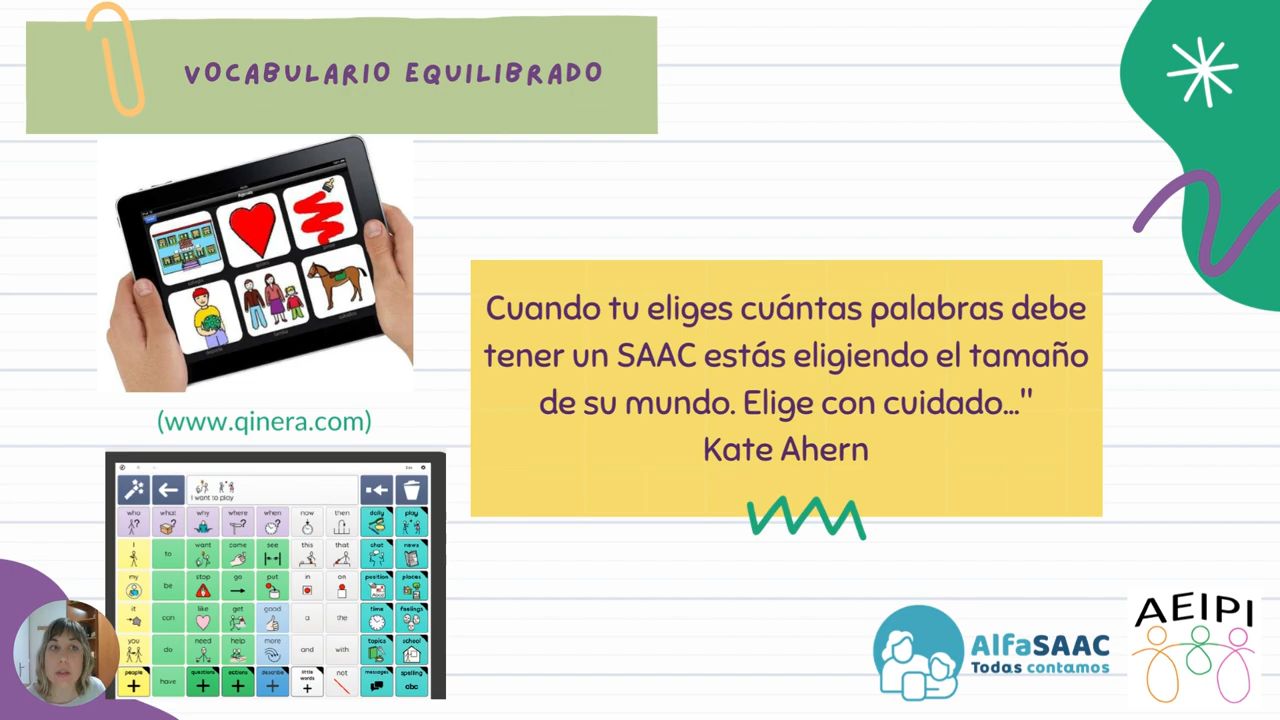 VOCABULARIO EQUILIBRADO
(www.qinera.com)
Cuando tu eliges cuántas palabras debe
tener un SAAC estás eligiendo el tamaño
de su mundo. Elige con cuidado..."
Kate Ahern
I want to play
who what why where when now then daily play
I to want come see this that chat news
my be stop go put in on position places
it can like get good a the time feelings
you do need help more and with topics school
people have questions actions describe little words not messages spelling
abc
AlfaSAAC
Todas contamos
AEIPI